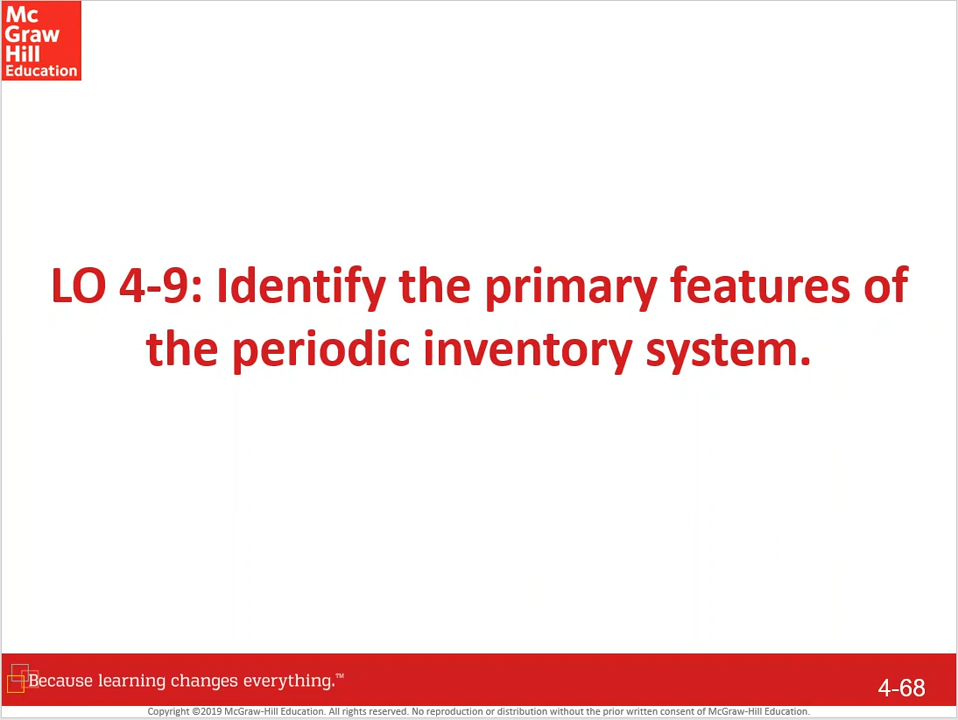 Mc
Graw
Hill
Education
LO 4-9: Identify the primary features of
the periodic inventory system.
Because learning changes everything.™
4-68
Copyright ©2019 McGraw-Hill Education. All rights reserved. No reproduction or distribution without the prior written consent of McGraw-Hill Education.